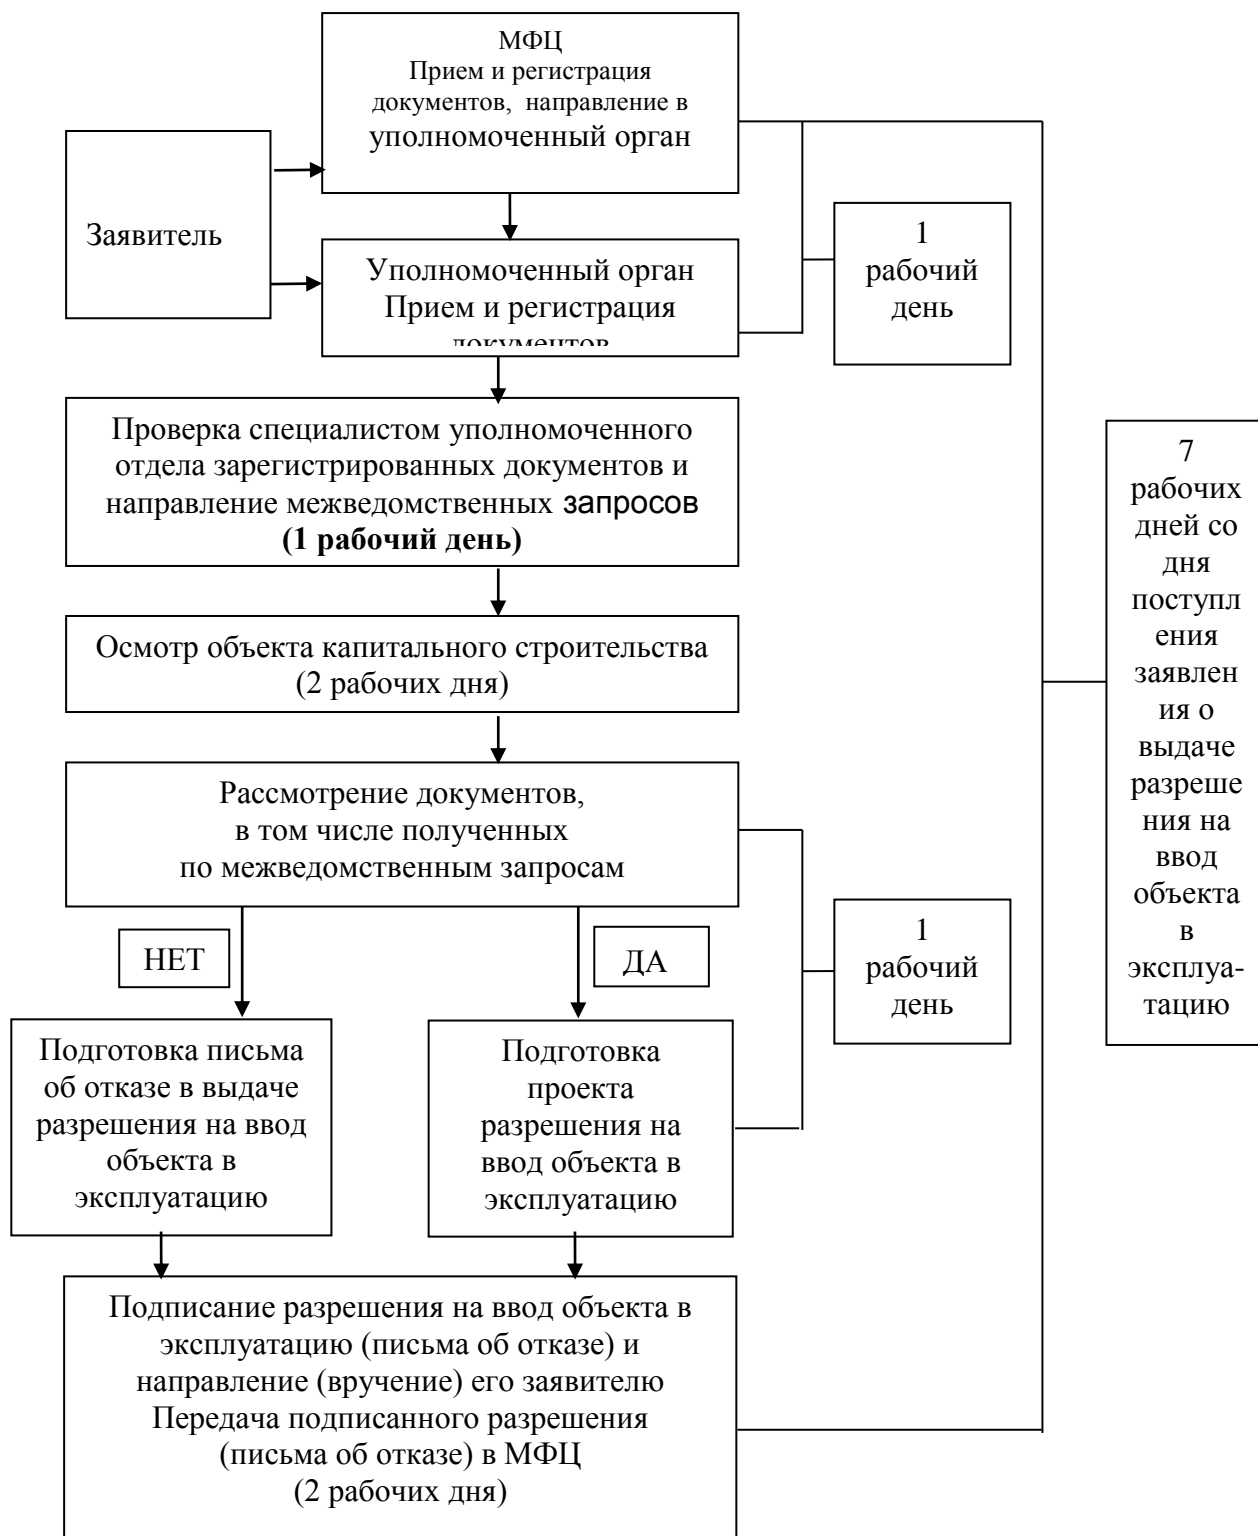 МФЦ
Прием и регистрация
документов, направление в
уполномоченный орган
Заявитель
1
рабочий
день
Уполномоченный орган
Прием и регистрация
документов
Проверка специалистом уполномоченного
отдела зарегистрированных документов и
направление межведомственных запросов
(1 рабочий день)
7
рабочих
дней со
дня
поступл
ения
заявлен
ия о
выдаче
разреше
ния на
ввод
объекта
в
эксплуа-
тацию
Осмотр объекта капитального строительства
(2 рабочих дня)
Рассмотрение документов,
в том числе полученных
по межведомственным запросам
НЕТ
ДА
1
рабочий
день
Подготовка письма
об отказе в выдаче
разрешения на ввод
объекта в
эксплуатацию
Подготовка
проекта
разрешения на
ввод объекта в
эксплуатацию
Подписание разрешения на ввод объекта в
эксплуатацию (письма об отказе) и
направление (вручение) его заявителю
Передача подписанного разрешения
(письма об отказе) в МФЦ
(2 рабочих дня)